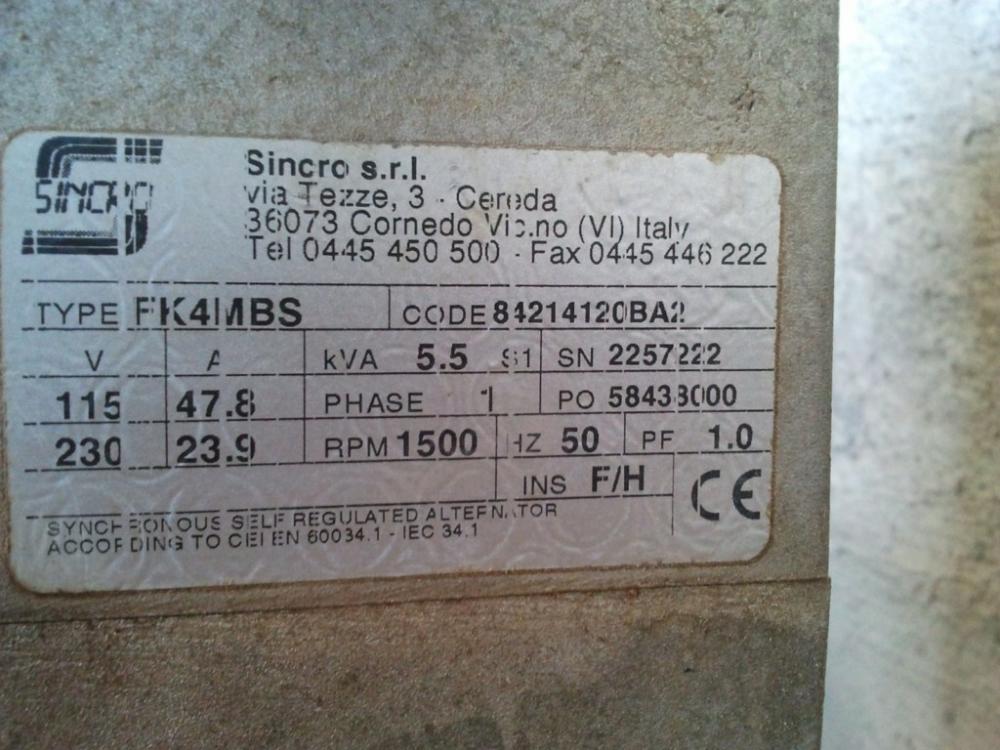 SINCRO
Sincro s.r.l.
via Tezze, 3 - Cereda
36073 Cornedo Vic.no (VI) Italy
Tel 0445 450 500 - Fax 0445 446 222
TYPE FK4MBS CODE 84214120BA2
V A kVA 5.5 S1 SN 2257222
115 47.8 PHASE 1 PO 58438000
230 23.9 RPM 1500 HZ 50 PF 1.0
INS F/H CE
SYNCHRONOUS SELF REGULATED ALTERNATOR
ACCORDING TO CEI EN 60034.1 - IEC 34.1